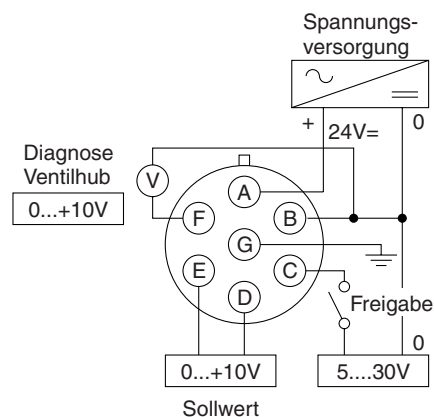 Spannungs-
versorgung
+
24V=
0
Diagnose
Ventilhub
0...+10V
V
A
F
B
G
E
C
D
Freigabe
0
0...+10V
5....30V
Sollwert